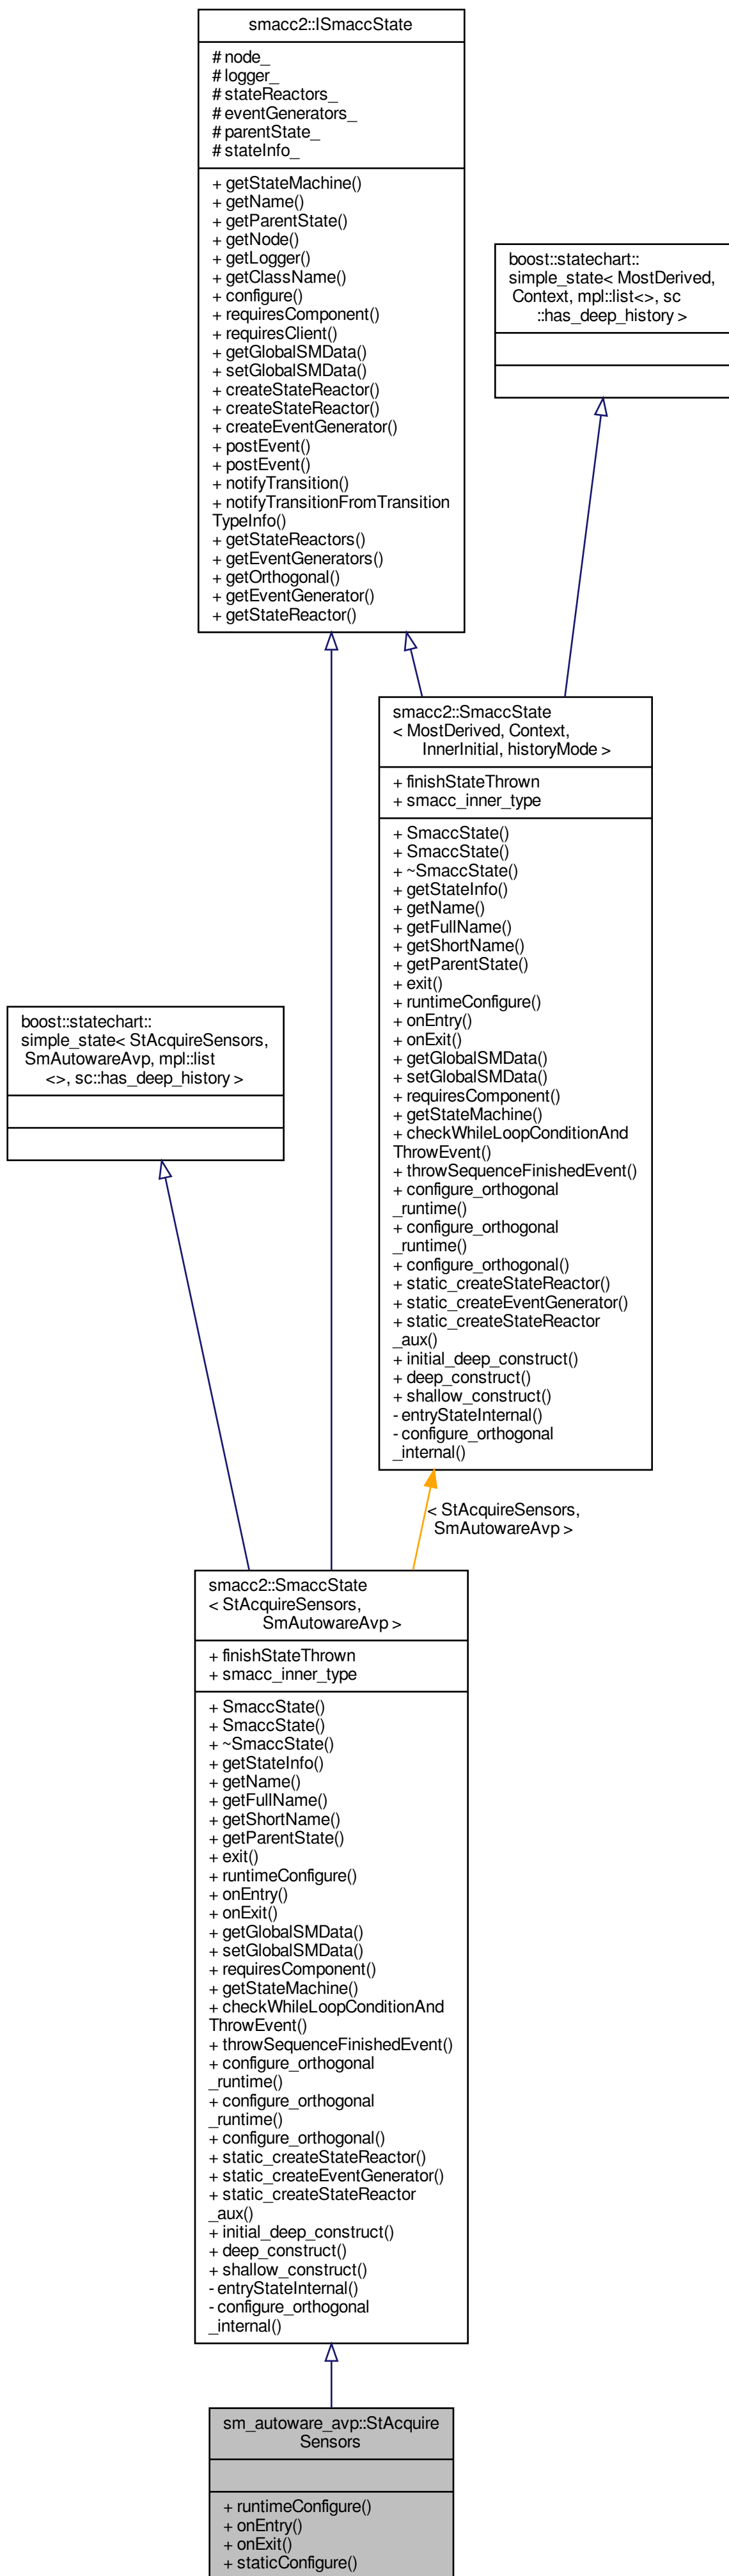 smacc2::ISmaccState
# node_
# logger_
# stateReactors_
# eventGenerators_
# parentState_
# stateInfo_
+ getStateMachine()
+ getName()
+ getParentState()
+ getNode()
+ getLogger()
+ getClassName()
+ configure()
+ requiresComponent()
+ requiresClient()
+ getGlobalSMData()
+ setGlobalSMData()
+ createStateReactor()
+ createStateReactor()
+ createEventGenerator()
+ postEvent()
+ postEvent()
+ notifyTransition()
+ notifyTransitionFromTransition
TypeInfo()
+ getStateReactors()
+ getEventGenerators()
+ getOrthogonal()
+ getEventGenerator()
+ getStateReactor()
boost::statechart::
simple_state< MostDerived,
Context, mpl::list<>, sc
::has_deep_history >
smacc2::SmaccState
< MostDerived, Context,
InnerInitial, historyMode >
+ finishStateThrown
+ smacc_inner_type
+ SmaccState()
+ SmaccState()
+ ~SmaccState()
+ getStateInfo()
+ getName()
+ getFullName()
+ getShortName()
+ getParentState()
+ exit()
+ runtimeConfigure()
+ onEntry()
+ onExit()
+ getGlobalSMData()
+ setGlobalSMData()
+ requiresComponent()
+ getStateMachine()
+ checkWhileLoopConditionAnd
ThrowEvent()
+ throwSequenceFinishedEvent()
+ configure_orthogonal
_runtime()
+ configure_orthogonal
_runtime()
+ configure_orthogonal()
+ static_createStateReactor()
+ static_createEventGenerator()
+ static_createStateReactor
_aux()
+ initial_deep_construct()
+ deep_construct()
+ shallow_construct()
- entryStateInternal()
- configure_orthogonal
_internal()
boost::statechart::
simple_state< StAcquireSensors,
SmAutowareAvp, mpl::list
<>, sc::has_deep_history >
< StAcquireSensors,
SmAutowareAvp >
smacc2::SmaccState
< StAcquireSensors,
SmAutowareAvp >
+ finishStateThrown
+ smacc_inner_type
+ SmaccState()
+ SmaccState()
+ ~SmaccState()
+ getStateInfo()
+ getName()
+ getFullName()
+ getShortName()
+ getParentState()
+ exit()
+ runtimeConfigure()
+ onEntry()
+ onExit()
+ getGlobalSMData()
+ setGlobalSMData()
+ requiresComponent()
+ getStateMachine()
+ checkWhileLoopConditionAnd
ThrowEvent()
+ throwSequenceFinishedEvent()
+ configure_orthogonal
_runtime()
+ configure_orthogonal
_runtime()
+ configure_orthogonal()
+ static_createStateReactor()
+ static_createEventGenerator()
+ static_createStateReactor
_aux()
+ initial_deep_construct()
+ deep_construct()
+ shallow_construct()
- entryStateInternal()
- configure_orthogonal
_internal()
sm_autoware_avp::StAcquire
Sensors
+ runtimeConfigure()
+ onEntry()
+ onExit()
+ staticConfigure()